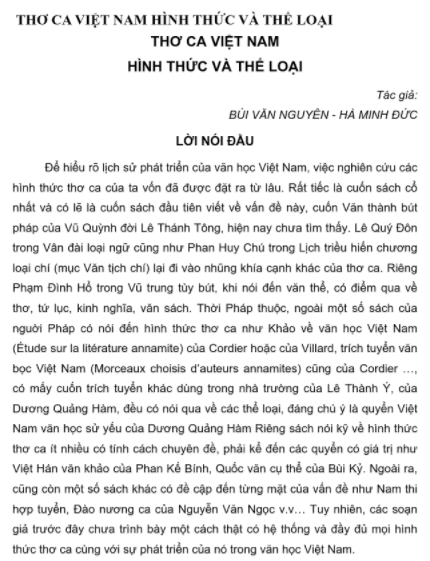 THƠ CA VIỆT NAM HÌNH THỨC VÀ THỂ LOẠI
THƠ CA VIỆT NAM
HÌNH THỨC VÀ THỂ LOẠI
Tác giả:
BÙI VĂN NGUYÊN - HÀ MINH ĐỨC
LỜI NÓI ĐẦU
Để hiểu rõ lịch sử phát triển của văn học Việt Nam, việc nghiên cứu các
hình thức thơ ca của ta vốn đã được đặt ra từ lâu. Rất tiếc là cuốn sách cổ
nhất và có lẽ là cuốn sách đầu tiên viết về vấn đề này, cuốn Văn thành bút
pháp của Vũ Quỳnh đời Lê Thánh Tông, hiện nay chưa tìm thấy. Lê Quý Đôn
trong Vân đài loại ngữ cũng như Phan Huy Chú trong Lịch triều hiến chương
loại chí (mục Văn tịch chí) lại đi vào những khía cạnh khác của thơ ca. Riêng
Phạm Đình Hổ trong Vũ trung tùy bút, khi nói đến văn thể, có điểm qua về
thơ, tứ lục, kinh nghĩa, văn sách. Thời Pháp thuộc, ngoài một số sách của
nguời Pháp có nói đến hình thức thơ ca như Khảo về văn học Việt Nam
(Étude sur la litérature annamite) của Cordier hoặc của Villard, trích tuyển văn
bọc Việt Nam (Morceaux choisis d'auteurs annamites) cũng của Cordier ...,
có mấy cuốn trích tuyển khác dùng trong nhà trường của Lê Thành Ý, của
Dương Quảng Hàm, đều có nói qua về các thể loại, đáng chú ý là quyển Việt
Nam văn học sử yếu của Dương Quảng Hàm Riêng sách nói kỹ về hình thức
thơ ca ít nhiều có tính cách chuyên đề, phải kể đến các quyển có giá trị như
Việt Hán văn khảo của Phan Kế Bính, Quốc văn cụ thể của Bùi Kỷ. Ngoài ra,
cũng còn một số sách khác có đề cập đến từng mặt của vấn đề như Nam thi
hợp tuyển, Đào nương ca của Nguyễn Văn Ngọc v.v... Tuy nhiên, các soạn
giả trước đây chưa trình bày một cách thật có hệ thống và đầy đủ mọi hình
thức thơ ca cùng với sự phát triển của nó trong văn học Việt Nam.